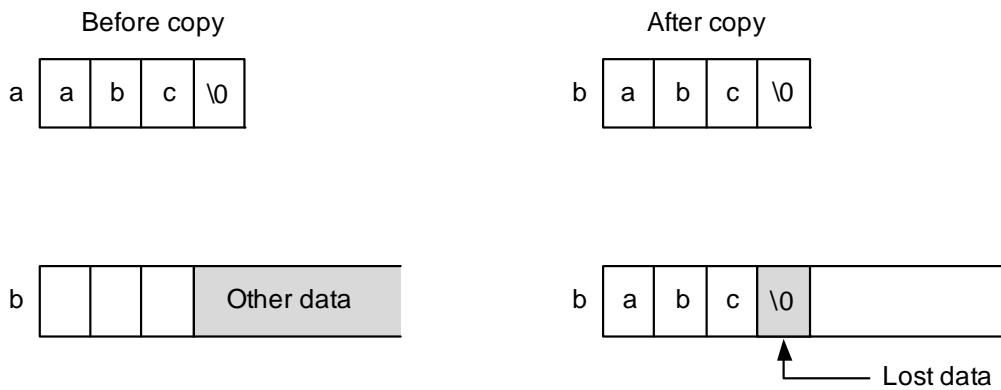 Before copy
After copy
a a b c \0
b a b c \0
b Other data
b a b c \0
Lost data